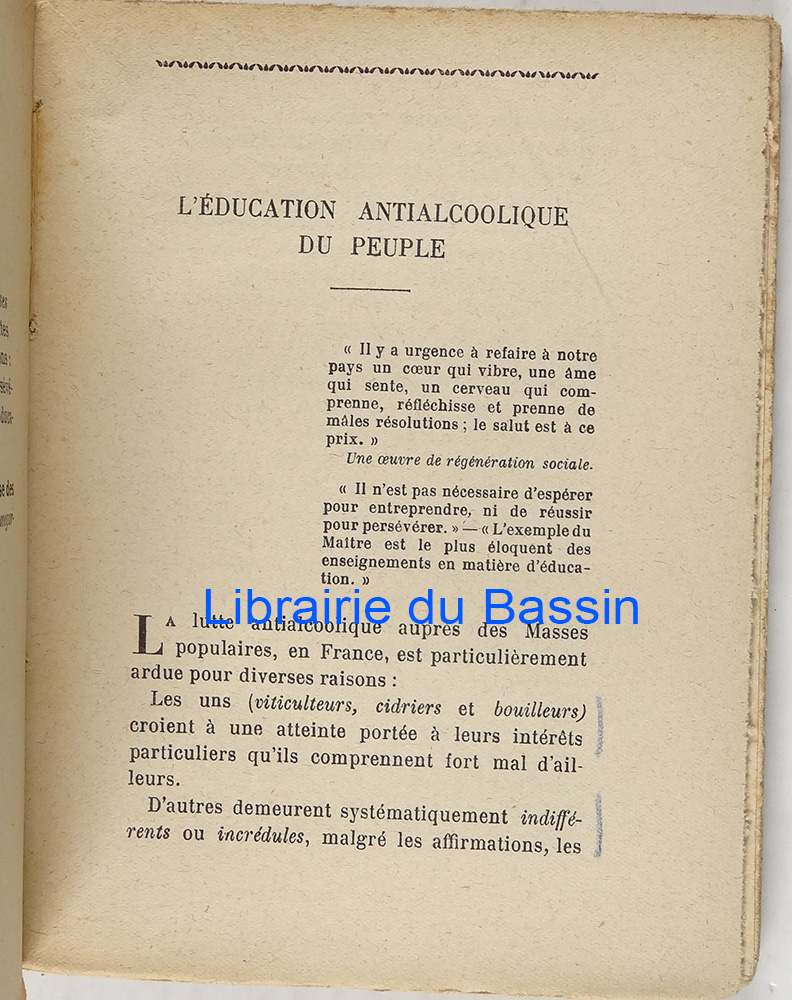 L'ÉDUCATION ANTIALCOOLIQUE
DU PEUPLE
« Il y a urgence à refaire à notre
pays un cœur qui vibre, une âme
qui sente, un cerveau qui com-
prenne, réfléchisse et prenne de
mâles résolutions ; le salut est à ce
prix. »
Une œuvre de régénération sociale.
« Il n'est pas nécessaire d'espérer
pour entreprendre, ni de réussir
pour persévérer. » — « L'exemple du
Maître est le plus éloquent des
enseignements en matière d'éduca-
tion. »
Librairie du Bassin
LA lutte antialcoolique auprès des Masses
populaires, en France, est particulièrement
ardue pour diverses raisons :
Les uns (viticulteurs, cidriers et bouilleurs)
croient à une atteinte portée à leurs intérêts
particuliers qu'ils comprennent fort mal d'ail-
leurs.
D'autres demeurent systématiquement indiffé-
rents ou incrédules, malgré les affirmations, les